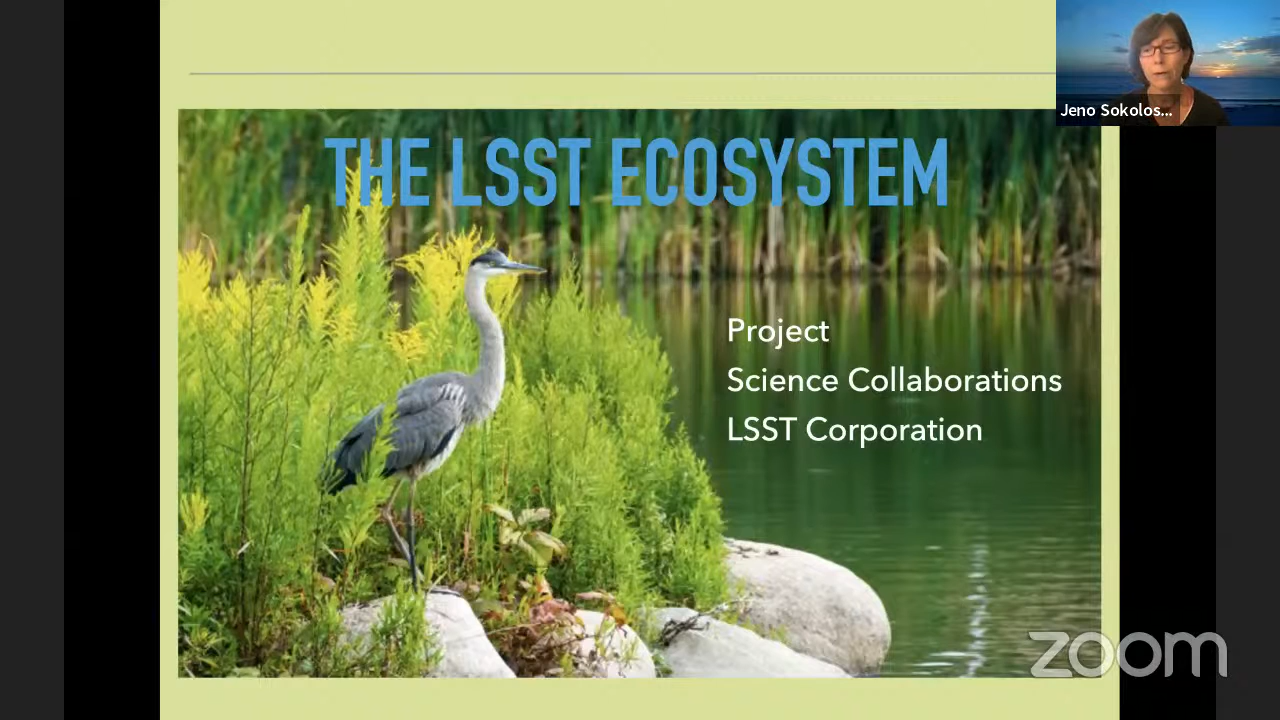 THE LSST ECOSYSTEM
Jeno Sokolos...
Project
Science Collaborations
LSST Corporation
zoom